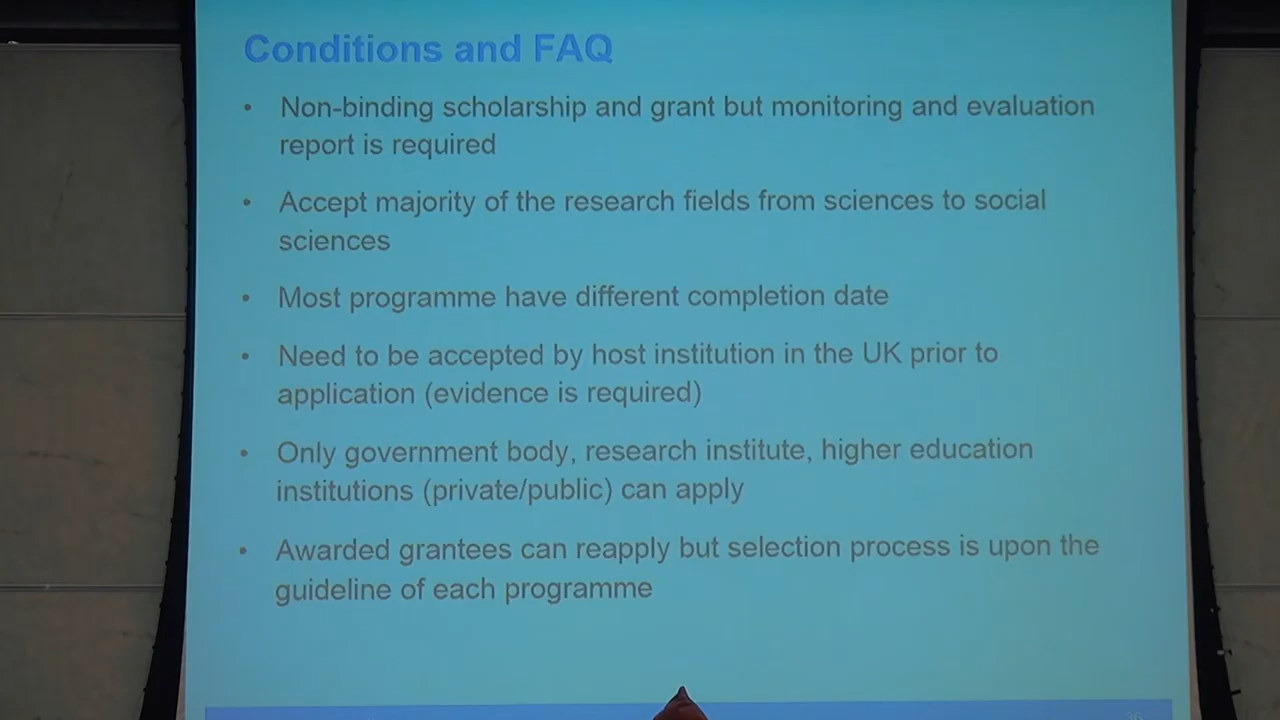 Conditions and FAQ
• Non-binding scholarship and grant but monitoring and evaluation
report is required
• Accept majority of the research fields from sciences to social
sciences
• Most programme have different completion date
• Need to be accepted by host institution in the UK prior to
application (evidence is required)
• Only government body, research institute, higher education
institutions (private/public) can apply
• Awarded grantees can reapply but selection process is upon the
guideline of each programme